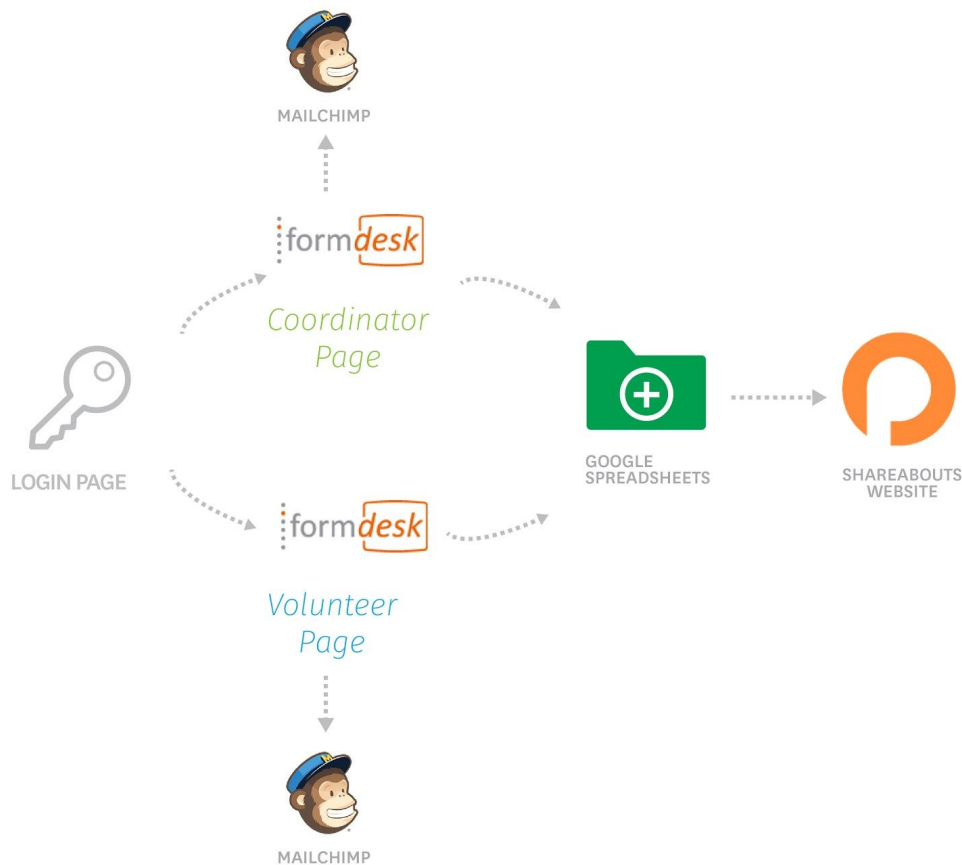 MAILCHIMP
formdesk
Coordinator
Page
LOGIN PAGE
GOOGLE
SPREADSHEETS
SHAREABOUTS
WEBSITE
formdesk
Volunteer
Page
MAILCHIMP